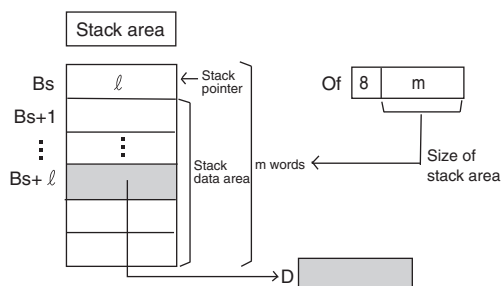 Stack area
Bs ℓ Stack pointer
Bs+1
Bs+ ℓ
Stack data area
m words
Of 8 m
Size of stack area
D